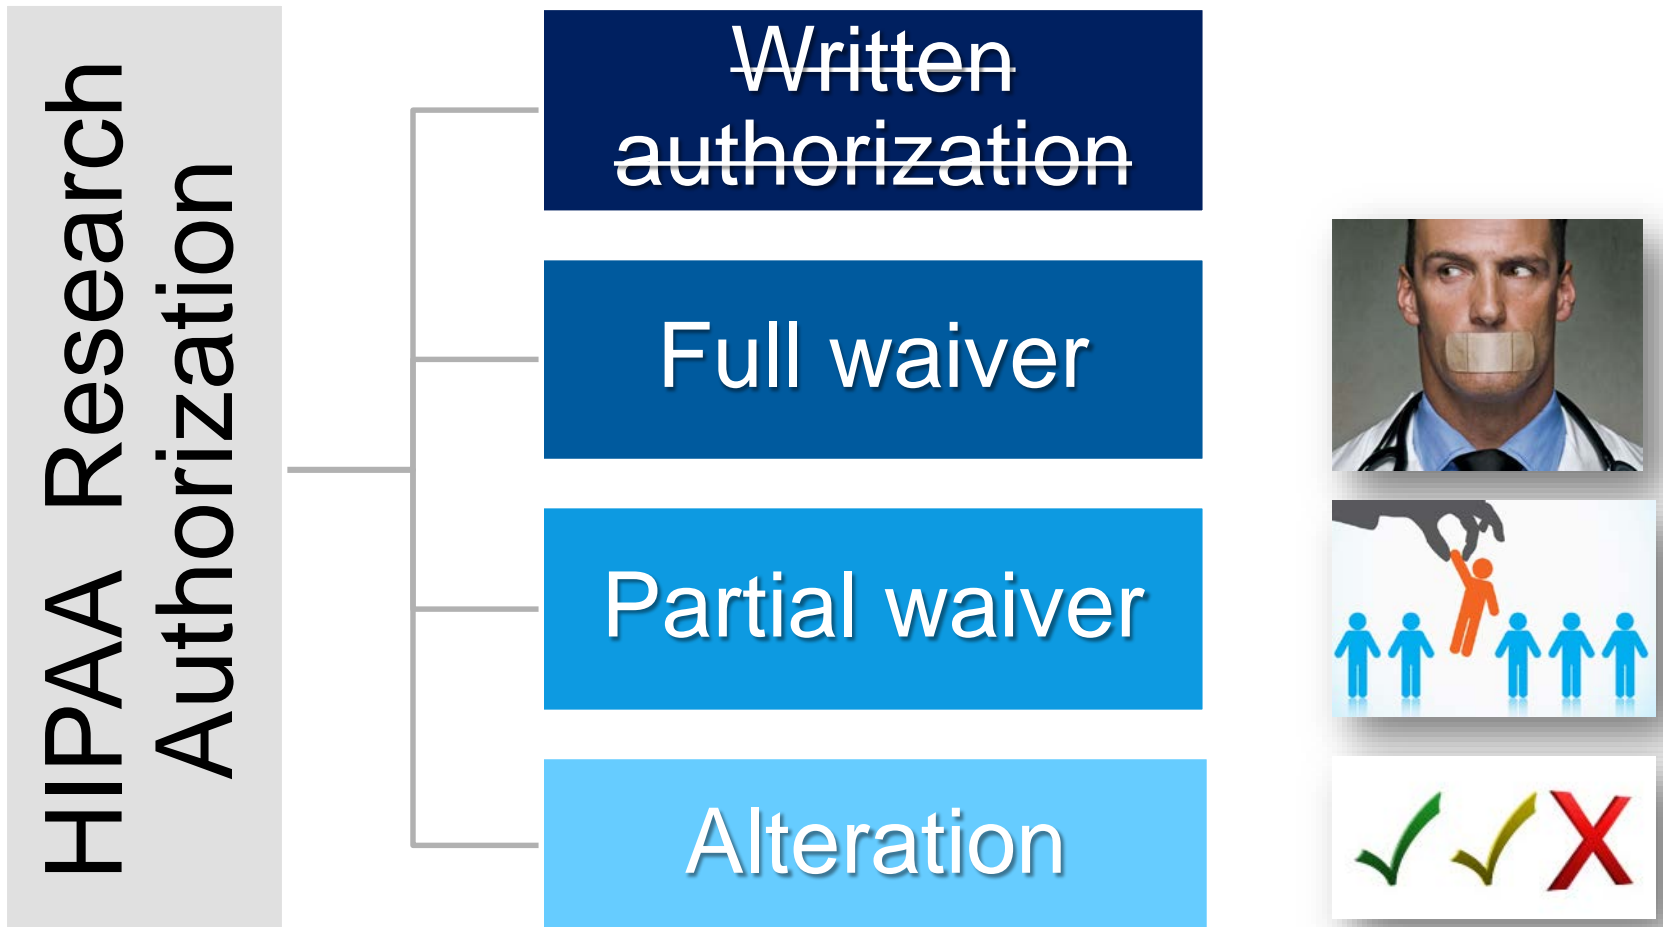 HIPAA Research
Authorization
Written
authorization
Full waiver
Partial waiver
Alteration